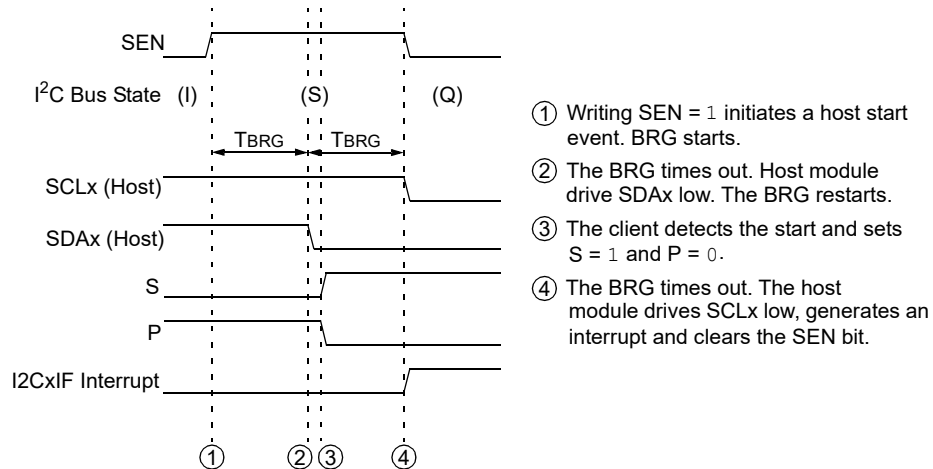 SEN
I2C Bus State (I) (S) (Q)
TBRG TBRG
SCLx (Host)
SDAx (Host)
S
P
I2CxIF Interrupt
1 2 3 4
1 Writing SEN = 1 initiates a host start
event. BRG starts.
2 The BRG times out. Host module
drive SDAx low. The BRG restarts.
3 The client detects the start and sets
S = 1 and P = 0.
4 The BRG times out. The host
module drives SCLx low, generates an
interrupt and clears the SEN bit.